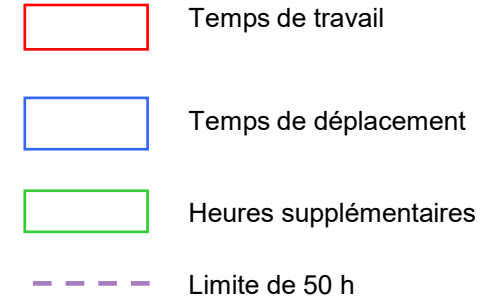 Temps de travail
Temps de déplacement
Heures supplémentaires
Limite de 50 h